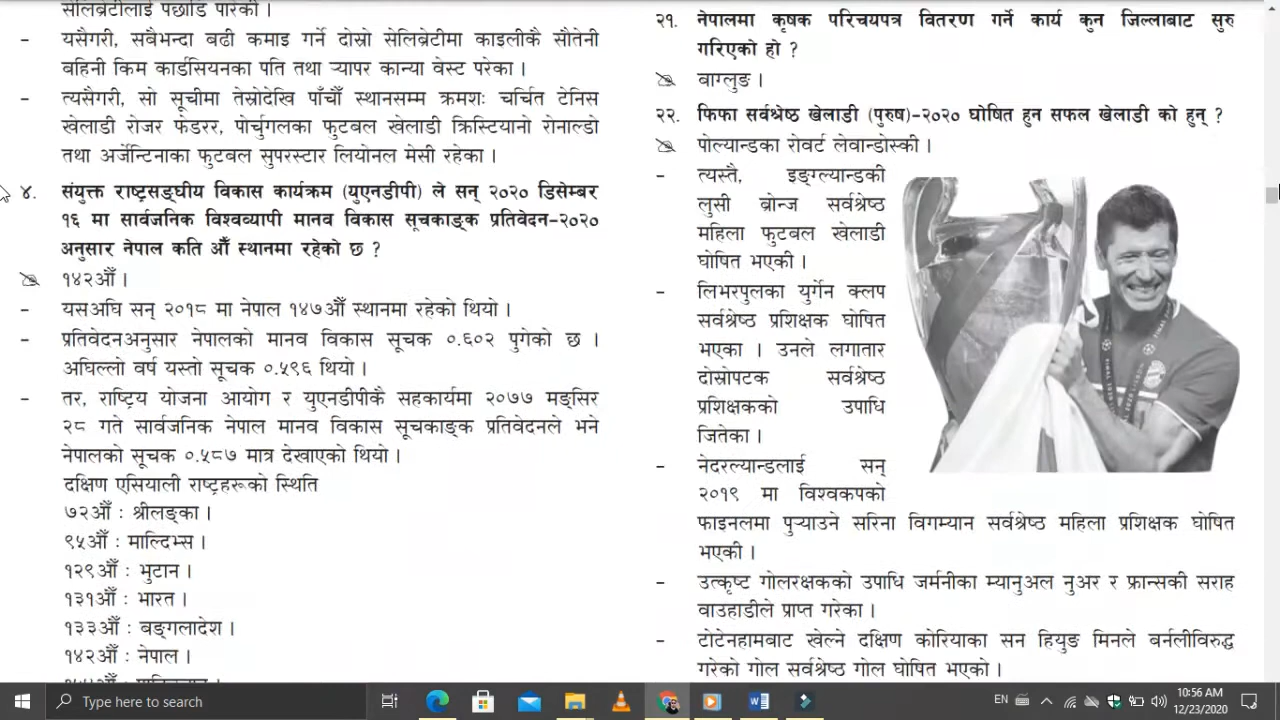 सेलिब्रेटीलाई पछाडि पारेकी ।
- यसैगरी, सबैभन्दा बढी कमाइ गर्ने दोस्रो सेलिब्रेटीमा काइलीकै सौतेनी
बहिनी किम कार्डसियनका पति तथा र्‍यापर कान्या वेस्ट परेका ।
- त्यसैगरी, सो सूचीमा तेस्रोदेखि पाँचौँ स्थानसम्म क्रमशः चर्चित टेनिस
खेलाडी रोजर फेडरर, पोर्चुगलका फुटबल खेलाडी क्रिस्टियानो रोनाल्डो
तथा अर्जेन्टिनाका फुटबल सुपरस्टार लियोनल मेसी रहेका ।
४. संयुक्त राष्ट्रसङ्घीय विकास कार्यक्रम (युएनडीपी) ले सन् २०२० डिसेम्बर
१६ मा सार्वजनिक विश्वव्यापी मानव विकास सूचकाङ्क प्रतिवेदन-२०२०
अनुसार नेपाल कति औँ स्थानमा रहेको छ ?
१४२औँ ।
- यसअघि सन् २०१९ मा नेपाल १४७औँ स्थानमा रहेको थियो ।
- प्रतिवेदनअनुसार नेपालको मानव विकास सूचक ०.६०२ पुगेको छ ।
अघिल्लो वर्ष यस्तो सूचक ०.५९६ थियो ।
- तर, राष्ट्रिय योजना आयोग र युएनडीपीकै सहकार्यमा २०७७ मङ्सिर
२८ गते सार्वजनिक नेपाल मानव विकास सूचकाङ्क प्रतिवेदनले भने
नेपालको सूचक ०.५८७ मात्र देखाएको थियो ।
दक्षिण एसियाली राष्ट्रहरूको स्थिति
७२औँ : श्रीलङ्का ।
९५औँ : माल्दिभ्स ।
१२९औँ : भुटान ।
१३१औँ : भारत ।
१३३औँ : बङ्गलादेश ।
१४२औँ : नेपाल ।
२१. नेपालमा कृषक परिचयपत्र वितरण गर्ने कार्य कुन जिल्लाबाट सुरु
गरिएको हो ?
बाग्लुङ ।
२२. फिफा सर्वश्रेष्ठ खेलाडी (पुरुष)-२०२० घोषित हुन सफल खेलाडी को हुन् ?
पोल्यान्डका रोवर्ट लेवान्डोस्की ।
- त्यस्तै, इङ्ग्ल्यान्डकी
लुसी ब्रोन्ज सर्वश्रेष्ठ
महिला फुटबल खेलाडी
घोषित भएकी ।
- लिभरपुलका युर्गेन क्लप
सर्वश्रेष्ठ प्रशिक्षक घोषित
भएका । उनले लगातार
दोस्रोपटक सर्वश्रेष्ठ
प्रशिक्षकको उपाधि
जितेका ।
- नेदरल्यान्डलाई सन्
२०१९ मा विश्वकपको
फाइनलमा पुर्‍याउने सरिना विगम्यान सर्वश्रेष्ठ महिला प्रशिक्षक घोषित
भएकी ।
- उत्कृष्ट गोलरक्षकको उपाधि जर्मनीका म्यानुअल नुअर र फ्रान्सकी सराह
वाउहाडीले प्राप्त गरेका ।
- टोटेनहामबाट खेल्ने दक्षिण कोरियाका सन हियुङ मिनले बर्नलीविरुद्ध
गरेको गोल सर्वश्रेष्ठ गोल घोषित भएको ।
Type here to search
EN
10:56 AM
12/23/2020